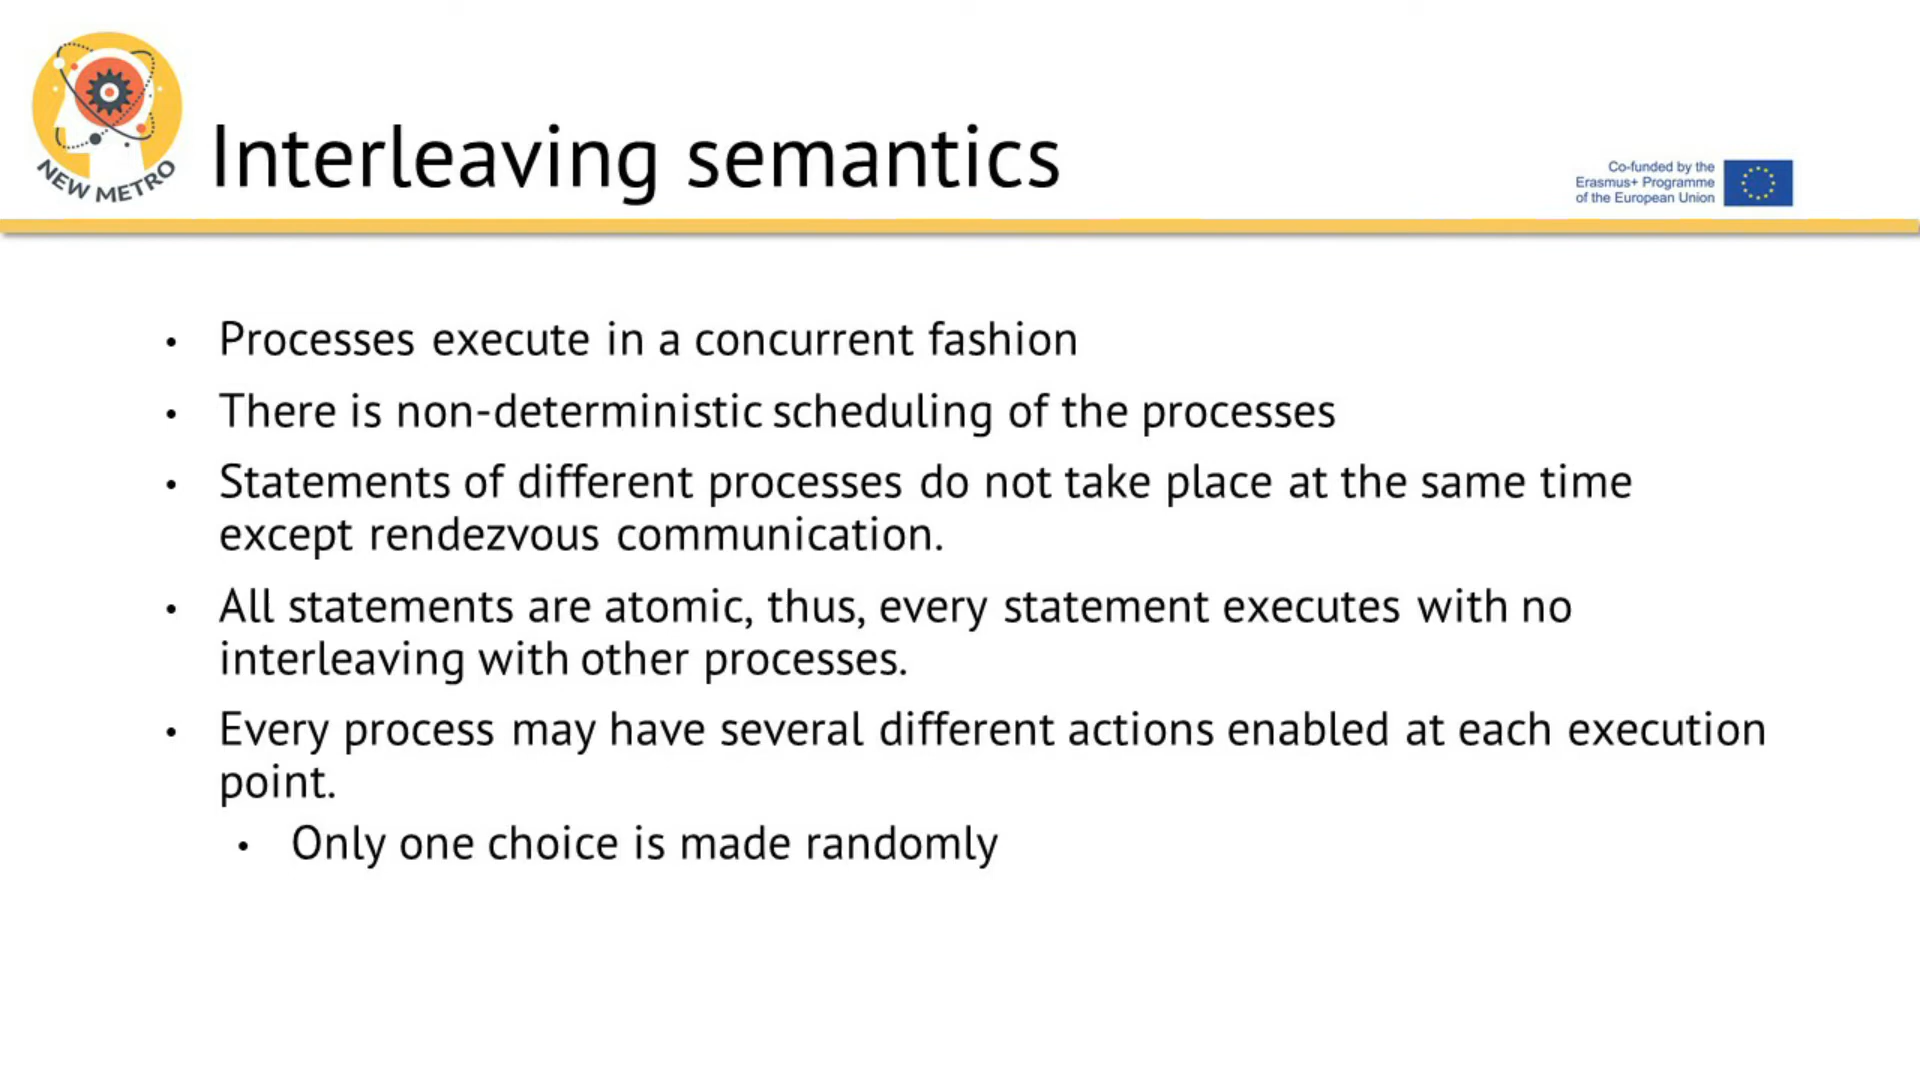 NEW METRO
Interleaving semantics
Co-funded by the
Erasmus+ Programme
of the European Union
• Processes execute in a concurrent fashion
• There is non-deterministic scheduling of the processes
• Statements of different processes do not take place at the same time
except rendezvous communication.
• All statements are atomic, thus, every statement executes with no
interleaving with other processes.
• Every process may have several different actions enabled at each execution
point.
• Only one choice is made randomly